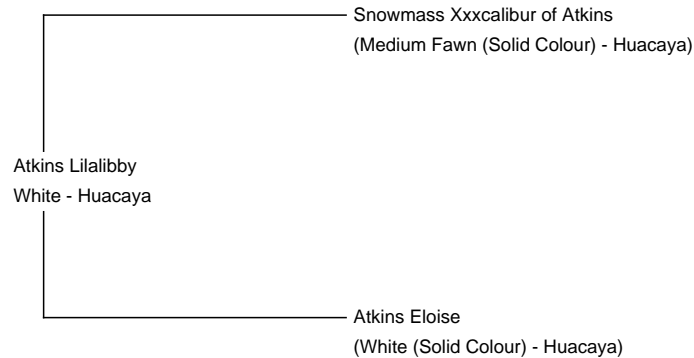 Snowmass Xxxcalibur of Atkins
(Medium Fawn (Solid Colour) - Huacaya)
Atkins Lilalibby
White - Huacaya
Atkins Eloise
(White (Solid Colour) - Huacaya)